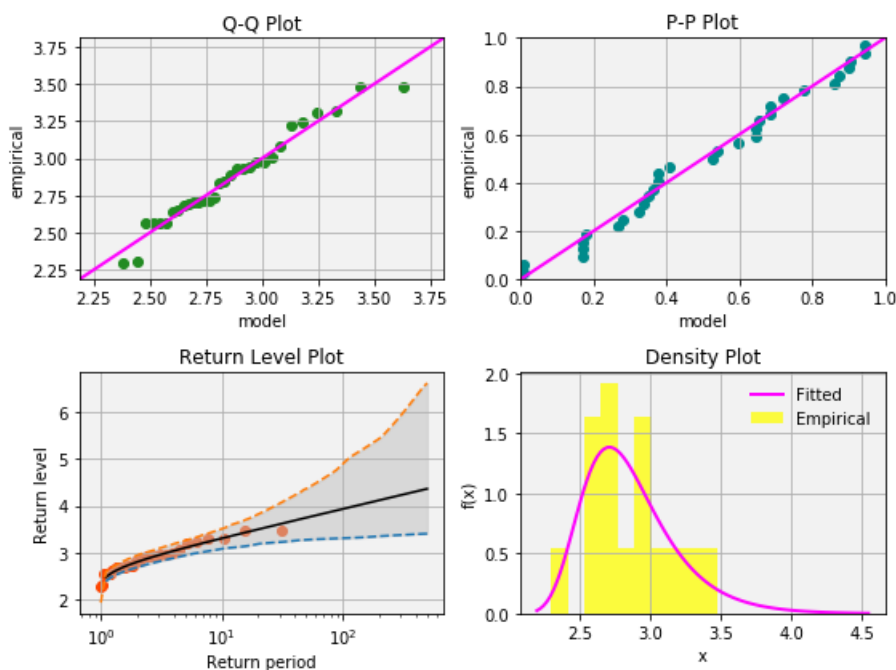 Q-Q Plot
3.75
3.50
3.25
3.00
2.75
2.50
2.25
empirical
2.25 2.50 2.75 3.00 3.25 3.50 3.75
model
P-P Plot
1.0
0.8
0.6
0.4
0.2
0.0
empirical
0.0 0.2 0.4 0.6 0.8 1.0
model
Return Level Plot
6
5
4
3
2
Return level
10⁰ 10¹ 10²
Return period
Density Plot
2.0
1.5
1.0
0.5
0.0
f(x)
Fitted
Empirical
2.5 3.0 3.5 4.0 4.5
x